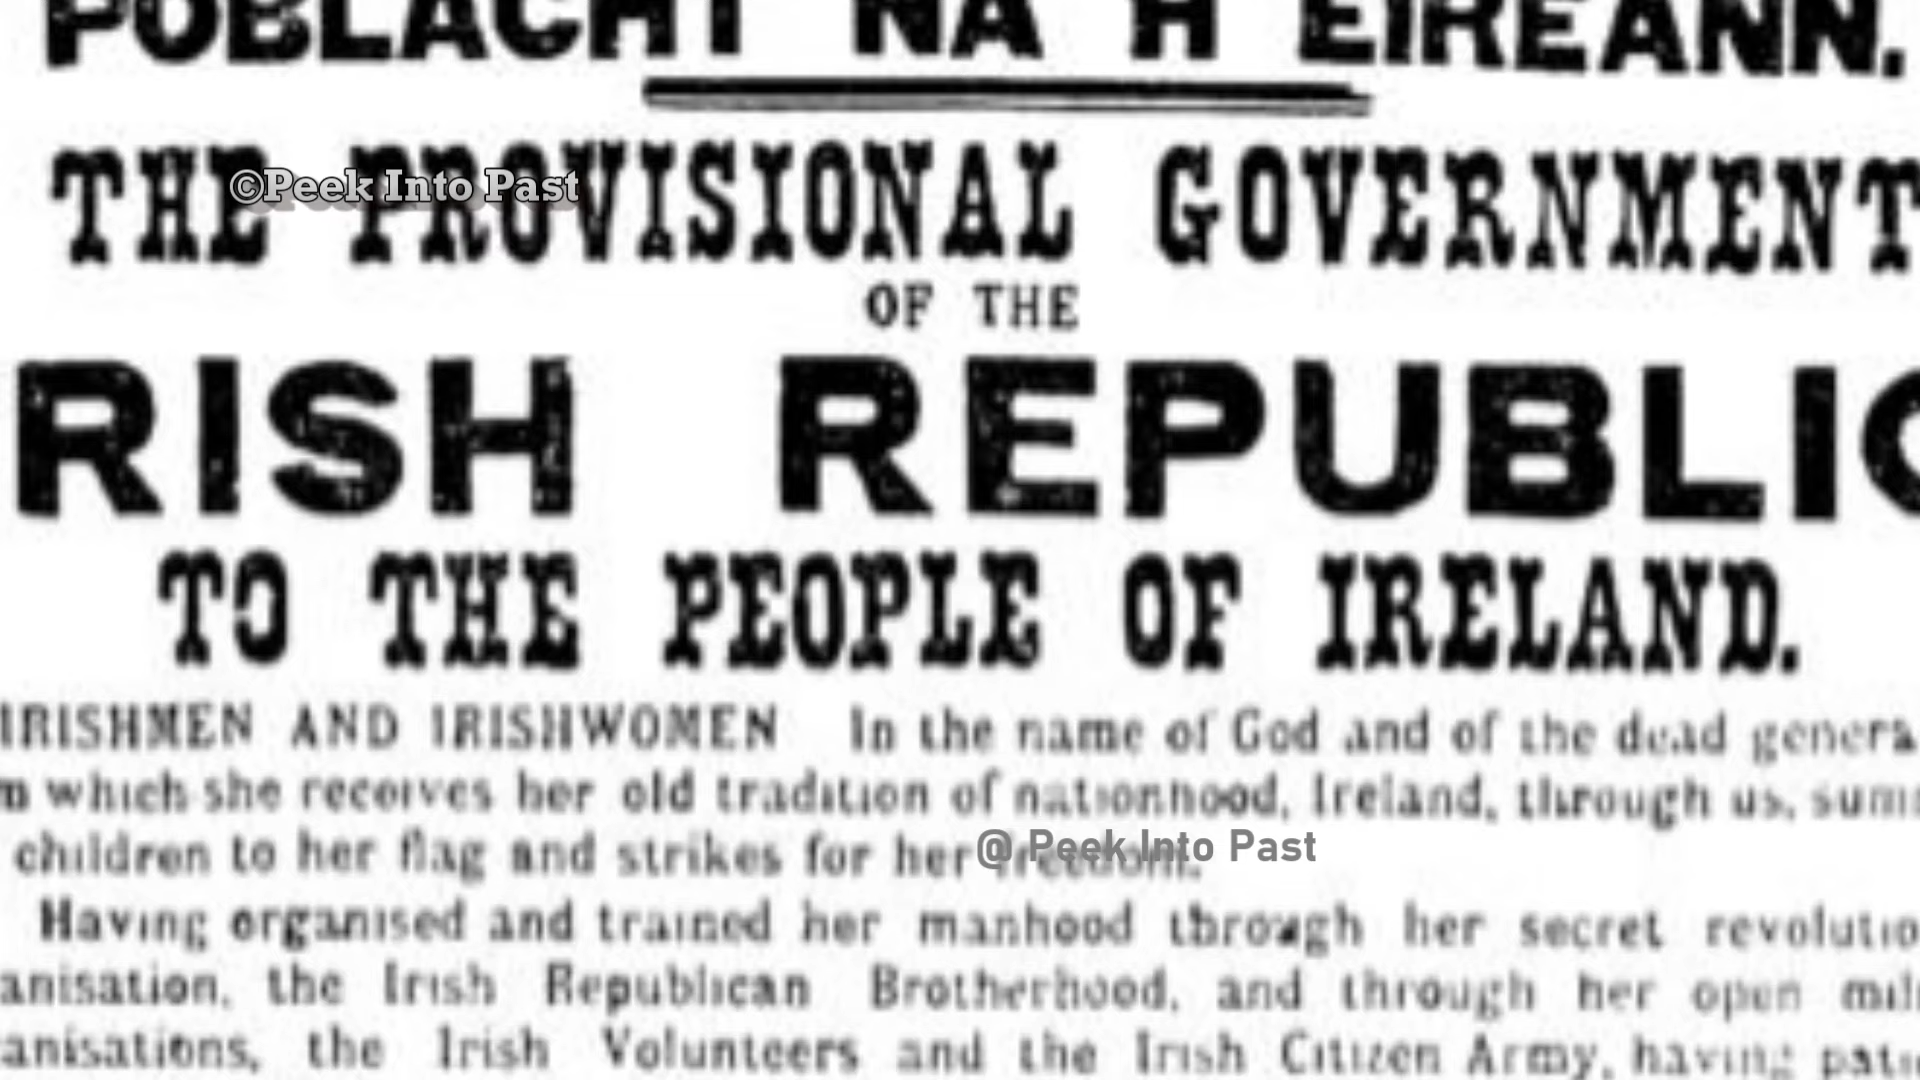 POBLACHT NA H EIREANN.
THE PROVISIONAL GOVERNMENT
©Peek Into Past
OF THE
RISH REPUBLIC
TO THE PEOPLE OF IRELAND.
IRISHMEN AND IRISHWOMEN In the name of God and of the dead genera
m which she receives her old tradition of nationhood, Ireland, through us, sum
children to her flag and strikes for her freedom.
@ Peek Into Past
Having organised and trained her manhood through her secret revolutio
anisation, the Irish Republican Brotherhood, and through her open mil
anisations, the Irish Volunteers and the Irish Citizen Army, having pati